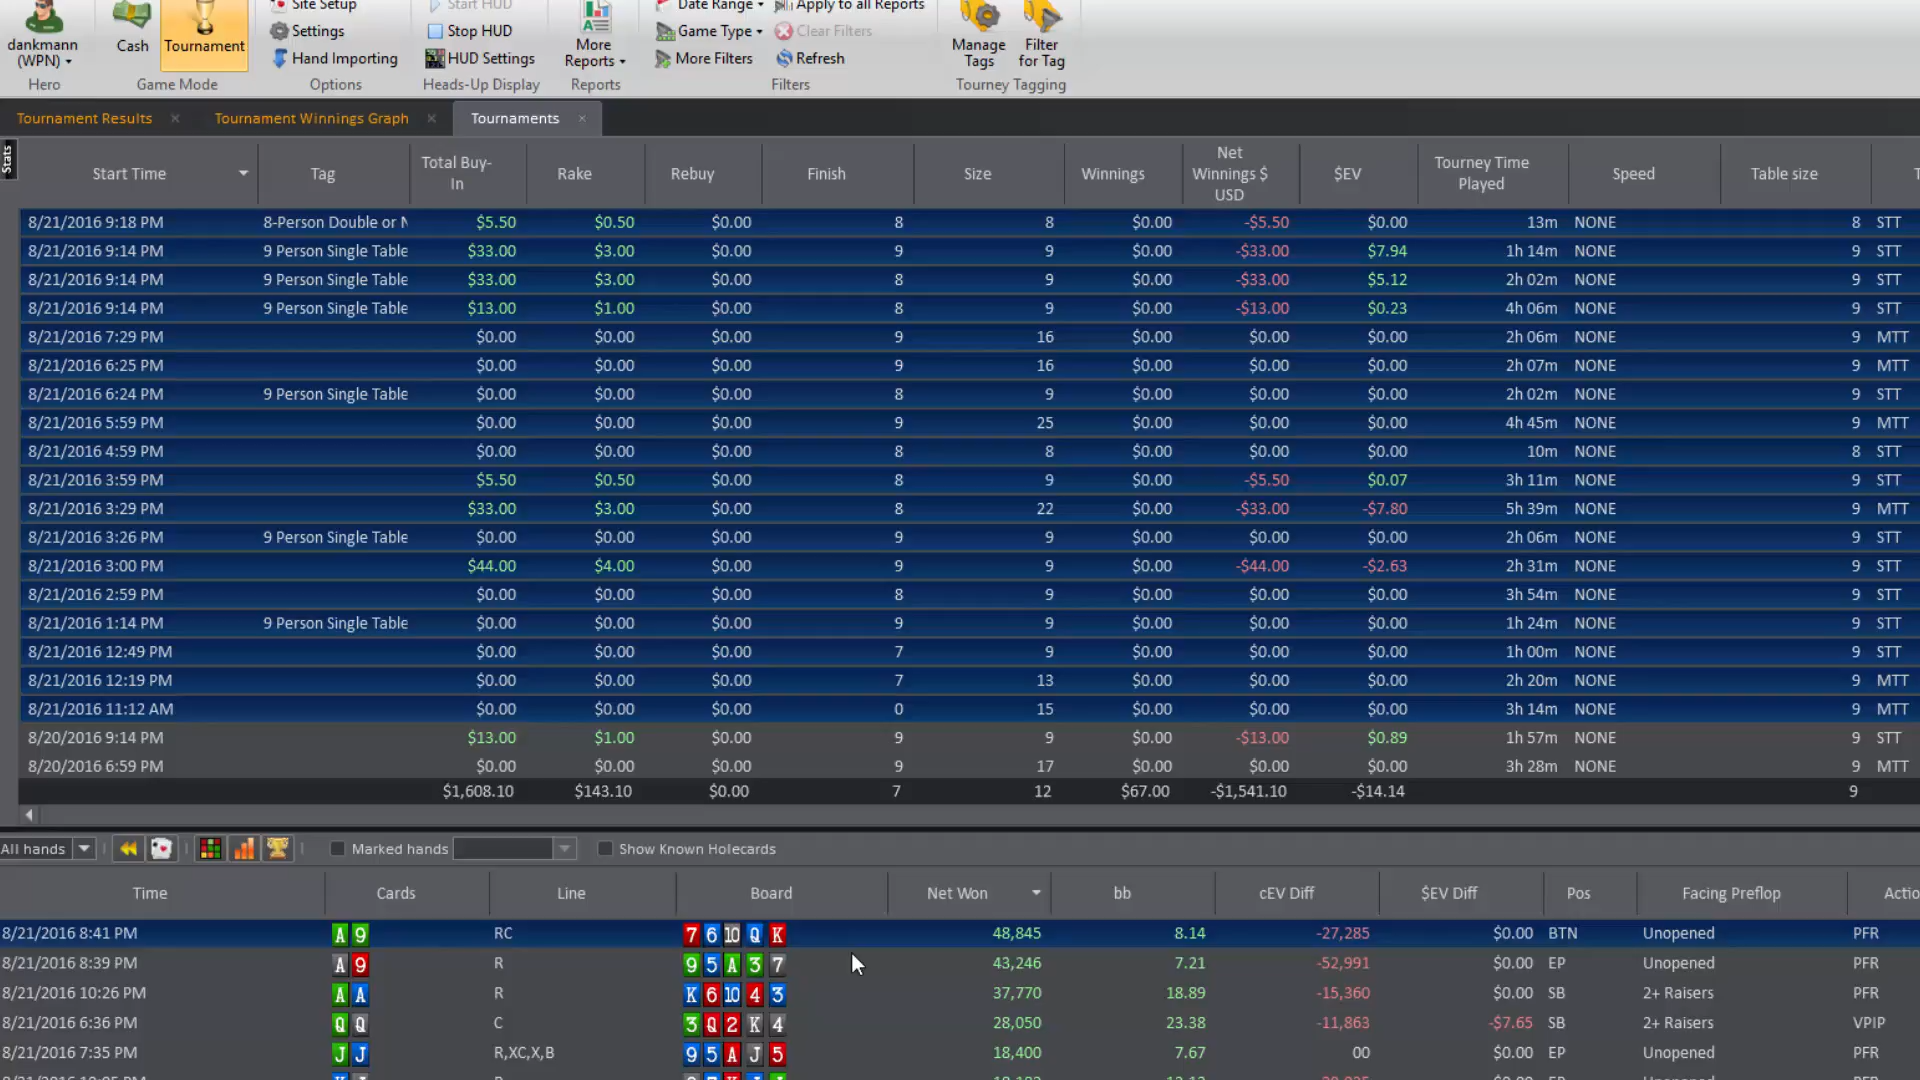 Site Setup
Start HUD
Date Range
Apply to all Reports
dankmann
(WPN)
Cash
Tournament
Settings
Stop HUD
More
Reports
Game Type
Clear Filters
Manage
Tags
Filter
for Tag
Hand Importing
HUD Settings
More Filters
Refresh
Hero
Game Mode
Options
Heads-Up Display
Reports
Filters
Tourney Tagging
Tournament Results ×
Tournament Winnings Graph ×
Tournaments ×
Stats
Start Time Tag Total Buy-In Rake Rebuy Finish Size Winnings Net Winnings $ USD $EV Tourney Time Played Speed Table size
8/21/2016 9:18 PM 8-Person Double or N $5.50 $0.50 $0.00 8 8 $0.00 -$5.50 $0.00 13m NONE 8 STT
8/21/2016 9:14 PM 9 Person Single Table $33.00 $3.00 $0.00 9 9 $0.00 -$33.00 $7.94 1h 14m NONE 9 STT
8/21/2016 9:14 PM 9 Person Single Table $33.00 $3.00 $0.00 8 9 $0.00 -$33.00 $5.12 2h 02m NONE 9 STT
8/21/2016 9:14 PM 9 Person Single Table $13.00 $1.00 $0.00 8 9 $0.00 -$13.00 $0.23 4h 06m NONE 9 STT
8/21/2016 7:29 PM $0.00 $0.00 $0.00 9 16 $0.00 $0.00 $0.00 2h 06m NONE 9 MTT
8/21/2016 6:25 PM $0.00 $0.00 $0.00 9 16 $0.00 $0.00 $0.00 2h 07m NONE 9 MTT
8/21/2016 6:24 PM 9 Person Single Table $0.00 $0.00 $0.00 8 9 $0.00 $0.00 $0.00 2h 02m NONE 9 STT
8/21/2016 5:59 PM $0.00 $0.00 $0.00 9 25 $0.00 $0.00 $0.00 4h 45m NONE 9 MTT
8/21/2016 4:59 PM $0.00 $0.00 $0.00 8 8 $0.00 $0.00 $0.00 10m NONE 8 STT
8/21/2016 3:59 PM $5.50 $0.50 $0.00 8 9 $0.00 -$5.50 $0.07 3h 11m NONE 9 STT
8/21/2016 3:29 PM $33.00 $3.00 $0.00 8 22 $0.00 -$33.00 -$7.80 5h 39m NONE 9 MTT
8/21/2016 3:26 PM 9 Person Single Table $0.00 $0.00 $0.00 9 9 $0.00 $0.00 $0.00 2h 06m NONE 9 STT
8/21/2016 3:00 PM $44.00 $4.00 $0.00 9 9 $0.00 -$44.00 -$2.63 2h 31m NONE 9 STT
8/21/2016 2:59 PM $0.00 $0.00 $0.00 8 9 $0.00 $0.00 $0.00 3h 54m NONE 9 STT
8/21/2016 1:14 PM 9 Person Single Table $0.00 $0.00 $0.00 9 9 $0.00 $0.00 $0.00 1h 24m NONE 9 STT
8/21/2016 12:49 PM $0.00 $0.00 $0.00 7 9 $0.00 $0.00 $0.00 1h 00m NONE 9 STT
8/21/2016 12:19 PM $0.00 $0.00 $0.00 7 13 $0.00 $0.00 $0.00 2h 20m NONE 9 MTT
8/21/2016 11:12 AM $0.00 $0.00 $0.00 0 15 $0.00 $0.00 $0.00 3h 14m NONE 9 MTT
8/20/2016 9:14 PM $13.00 $1.00 $0.00 9 9 $0.00 -$13.00 $0.89 1h 57m NONE 9 STT
8/20/2016 6:59 PM $0.00 $0.00 $0.00 9 17 $0.00 $0.00 $0.00 3h 28m NONE 9 MTT
$1,608.10 $143.10 $0.00 7 12 $67.00 -$1,541.10 -$14.14 9
All hands Marked hands Show Known Holecards
Time Cards Line Board Net Won bb cEV Diff $EV Diff Pos Facing Preflop Actio
8/21/2016 8:41 PM A 9 RC 7 6 10 Q K 48,845 8.14 -27,285 $0.00 BTN Unopened PFR
8/21/2016 8:39 PM A 9 R 9 5 A 3 7 43,246 7.21 -52,991 $0.00 EP Unopened PFR
8/21/2016 10:26 PM A A R K 6 10 4 3 37,770 18.89 -15,360 $0.00 SB 2+ Raisers PFR
8/21/2016 6:36 PM Q Q C 3 Q 2 K 4 28,050 23.38 -11,863 -$7.65 SB 2+ Raisers VPIP
8/21/2016 7:35 PM J J R,XC,X,B 9 5 A J 5 18,400 7.67 00 $0.00 EP Unopened PFR